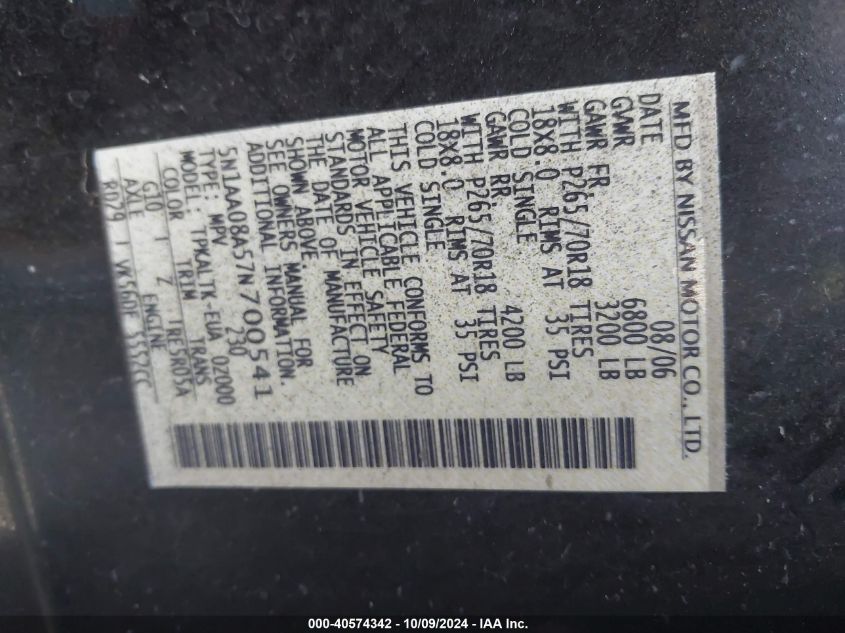 MFD BY NISSAN MOTOR CO., LTD.
DATE 08/06
GVWR 6800 LB
GAWR FR. 3200 LB
WITH P265/70R18 TIRES
18X8.0 RIMS AT 35 PSI
COLD SINGLE
GAWR RR. 4200 LB
WITH P265/70R18 TIRES
18X8.0 RIMS AT 35 PSI
COLD SINGLE
THIS VEHICLE CONFORMS TO
ALL APPLICABLE FEDERAL
MOTOR VEHICLE SAFETY
STANDARDS IN EFFECT ON
THE DATE OF MANUFACTURE
SHOWN ABOVE.
SEE OWNERS MANUAL FOR
ADDITIONAL INFORMATION.
5N1AA08A57N700541
TYPE: MPV 230
MODEL: TPKALTK-EUA 02000
COLOR TRIM TRANS
G10 I Z TRE5R05A
AXLE ENGINE
R079 I VK56DE 5552CC
000-40574342 - 10/09/2024 - IAA Inc.